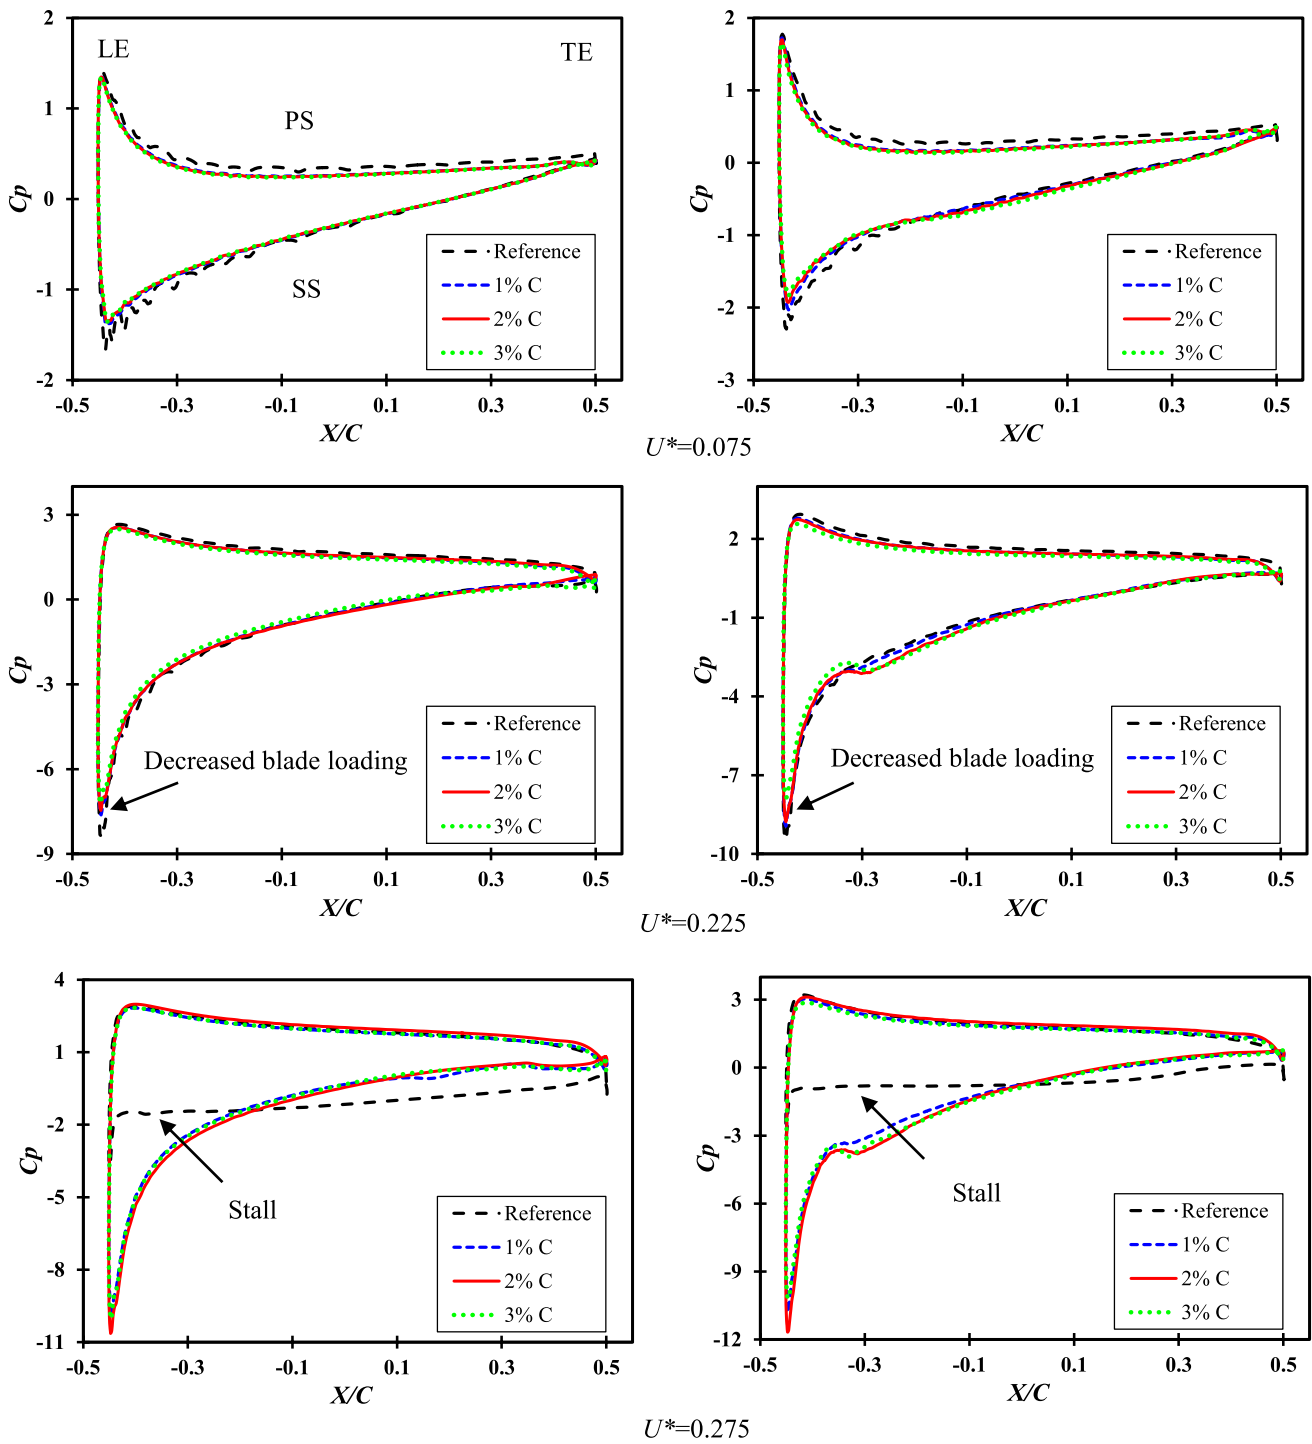 2
1
0
-1
-2
Cp
LE
TE
PS
SS
Reference
1% C
2% C
3% C
-0.5 -0.3 -0.1 0.1 0.3 0.5
X/C
2
1
0
-1
-2
-3
Cp
Reference
1% C
2% C
3% C
-0.5 -0.3 -0.1 0.1 0.3 0.5
X/C
U*=0.075
3
0
-3
-6
-9
Cp
Decreased blade loading
Reference
1% C
2% C
3% C
-0.5 -0.3 -0.1 0.1 0.3 0.5
X/C
2
-1
-4
-7
-10
Cp
Decreased blade loading
Reference
1% C
2% C
3% C
-0.5 -0.3 -0.1 0.1 0.3 0.5
X/C
U*=0.225
4
1
-2
-5
-8
-11
Cp
Stall
Reference
1% C
2% C
3% C
-0.5 -0.3 -0.1 0.1 0.3 0.5
X/C
3
0
-3
-6
-9
-12
Cp
Stall
Reference
1% C
2% C
3% C
-0.5 -0.3 -0.1 0.1 0.3 0.5
X/C
U*=0.275